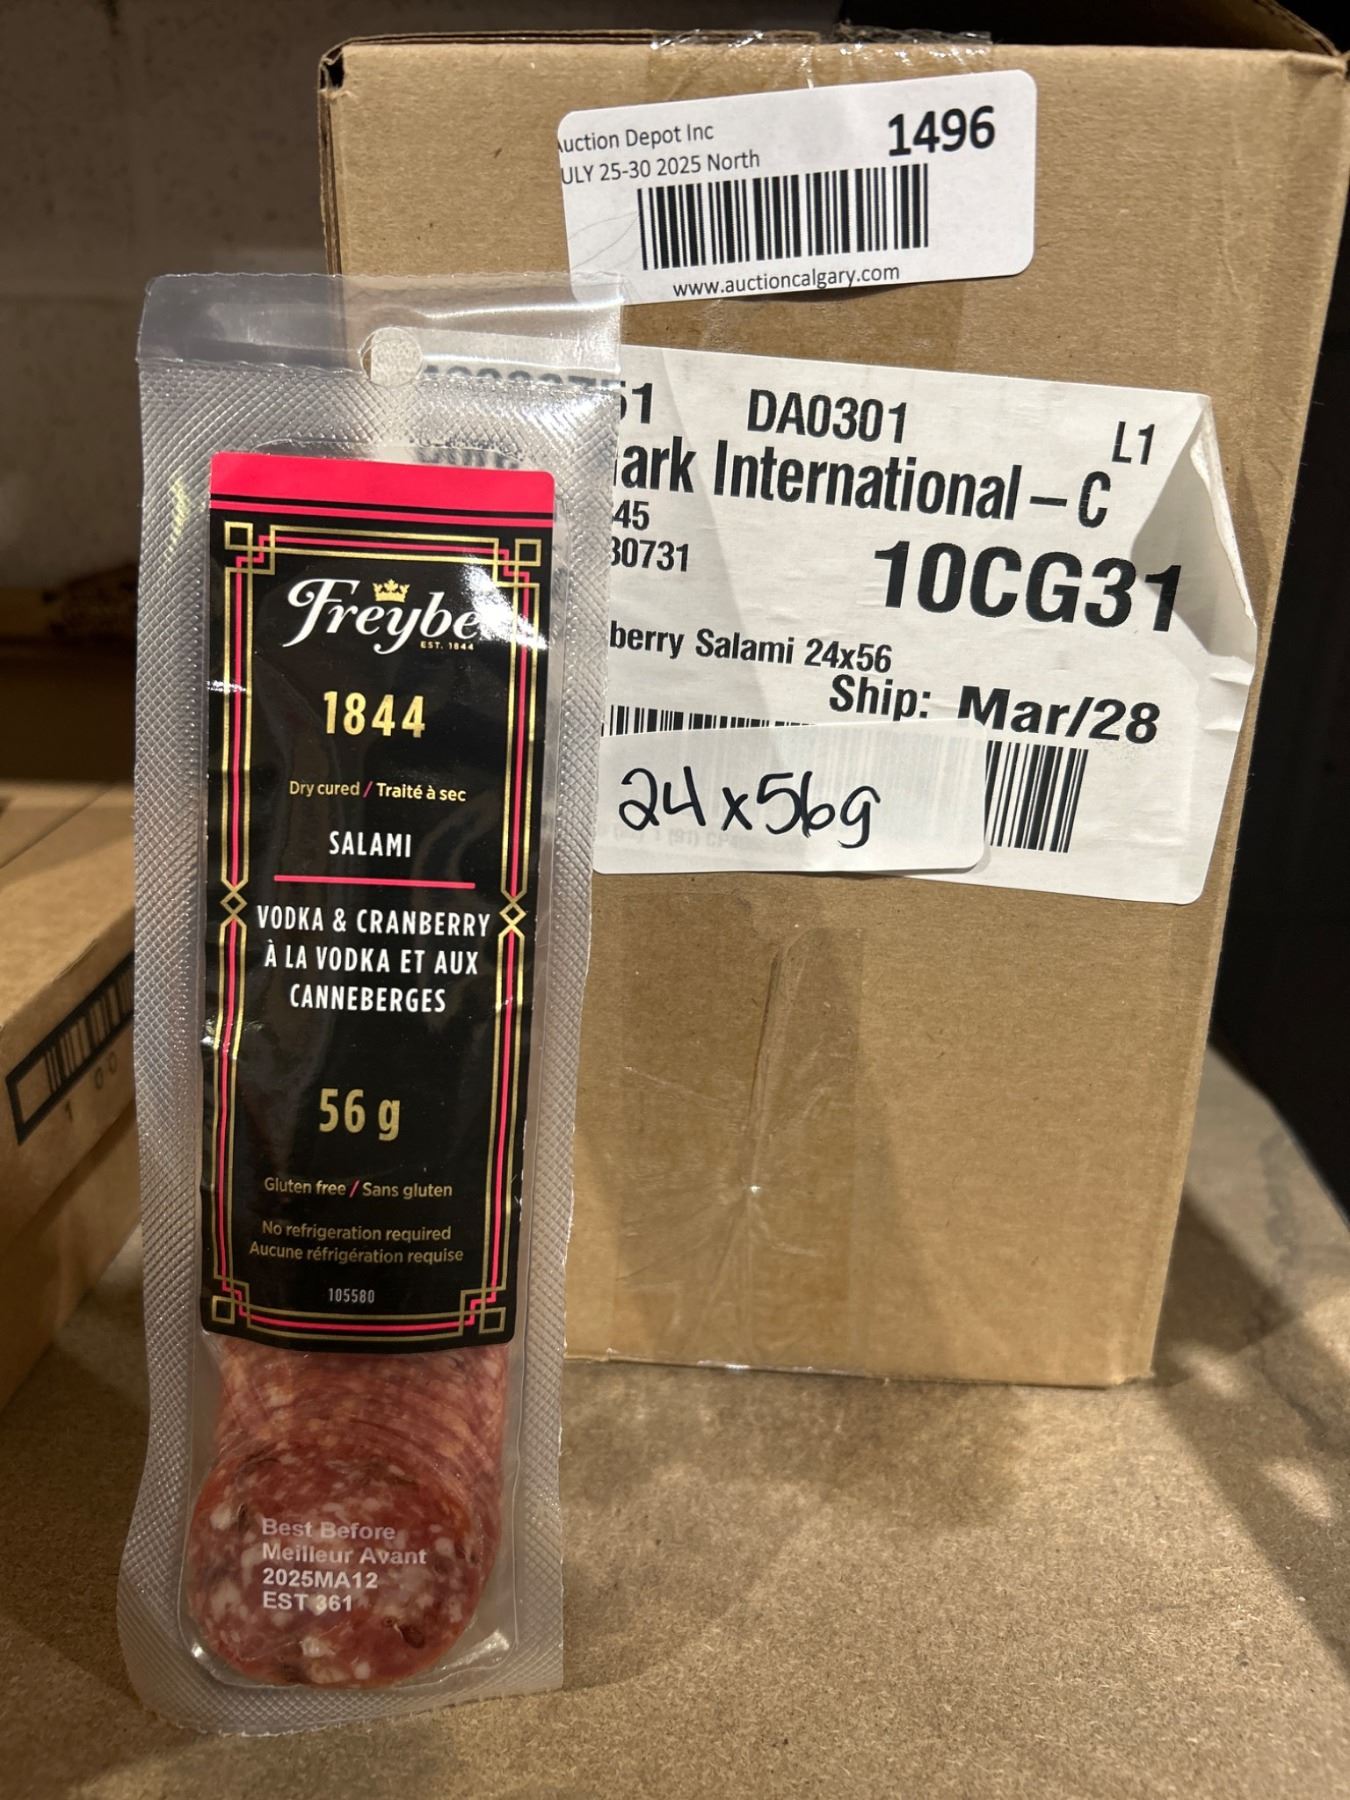 Auction Depot Inc
1496
ULY 25-30 2025 North
www.auctioncalgary.com
51
DA0301
L1
ark International – C
45
30731
10CG31
berry Salami 24x56
Ship: Mar/28
24x56g
Freybe
EST. 1844
1844
Dry cured / Traité à sec
SALAMI
VODKA & CRANBERRY
À LA VODKA ET AUX
CANNEBERGES
56 g
Gluten free / Sans gluten
No refrigeration required
Aucune réfrigération requise
105580
Best Before
Meilleur Avant
2025MA12
EST 361